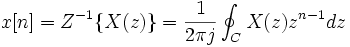 x[n] = Z^{-1}\{X(z)\} = \frac{1}{2\pi j} \oint_C X(z) z^{n-1} dz